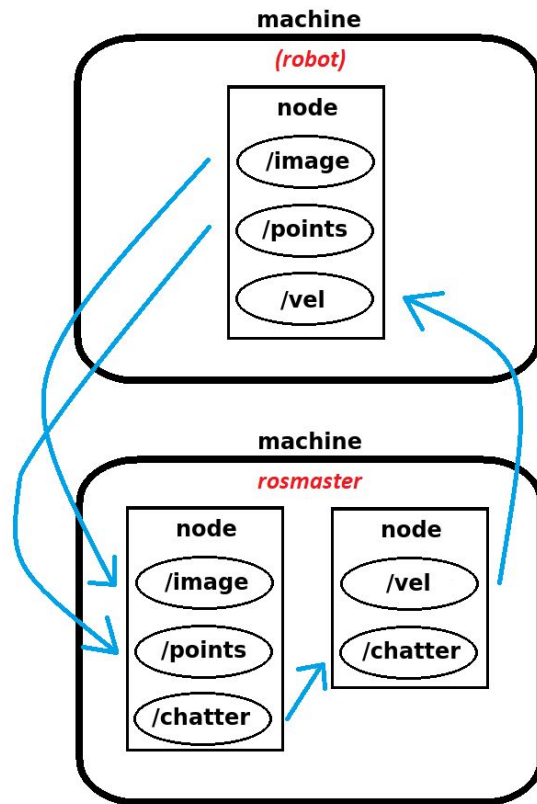 machine
(robot)
node
/image
/points
/vel
machine
rosmaster
node
/image
/points
/chatter
node
/vel
/chatter